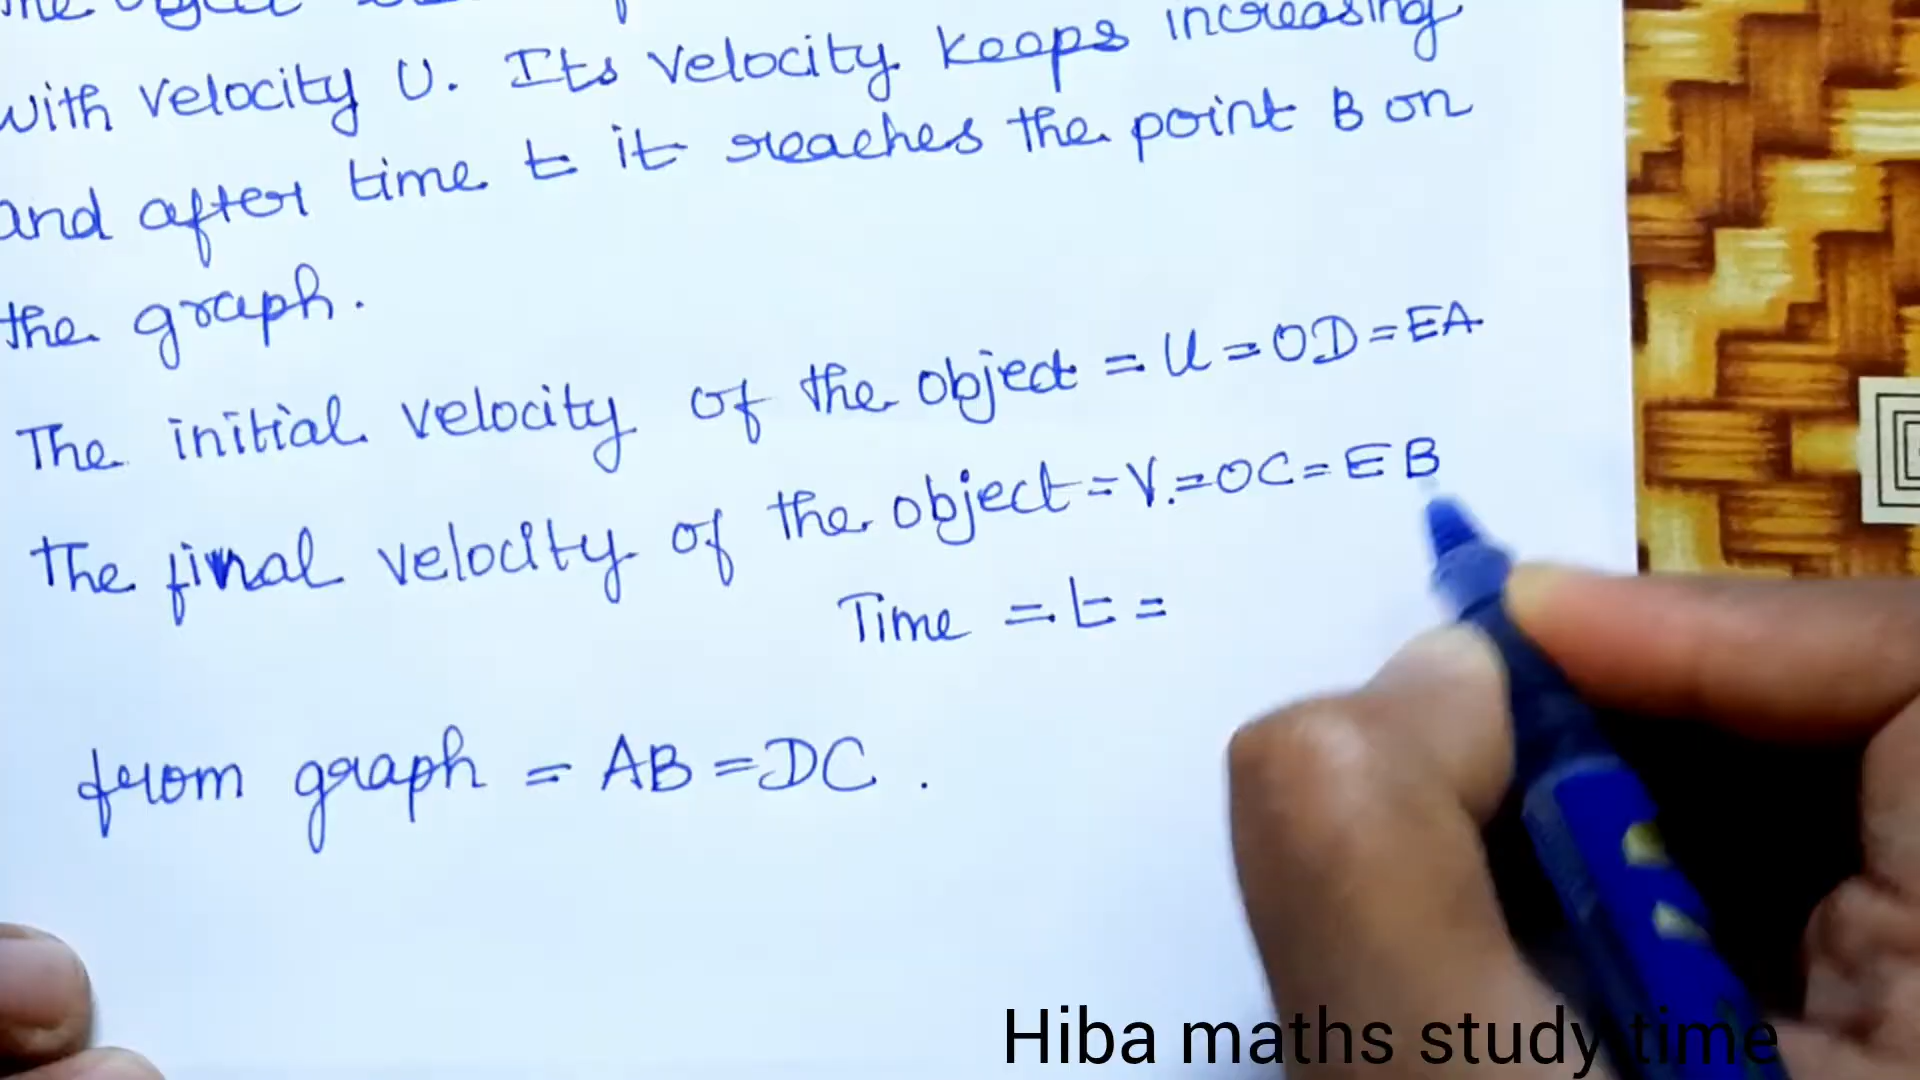 with velocity U. Its velocity keeps increasing
and after time t it reaches the point B on
the graph.
The initial velocity of the object = U = OD = EA
The final velocity of the object = V. = OC = EB
Time = t =
from graph = AB = DC .
Hiba maths study time